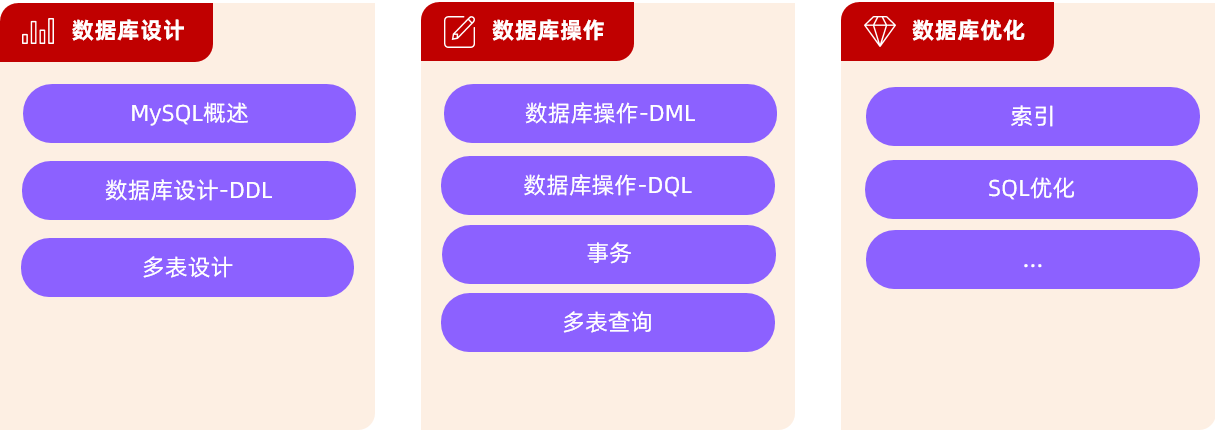 数据库设计
MySQL概述
数据库设计-DDL
多表设计
数据库操作
数据库操作-DML
数据库操作-DQL
事务
多表查询
数据库优化
索引
SQL优化
...